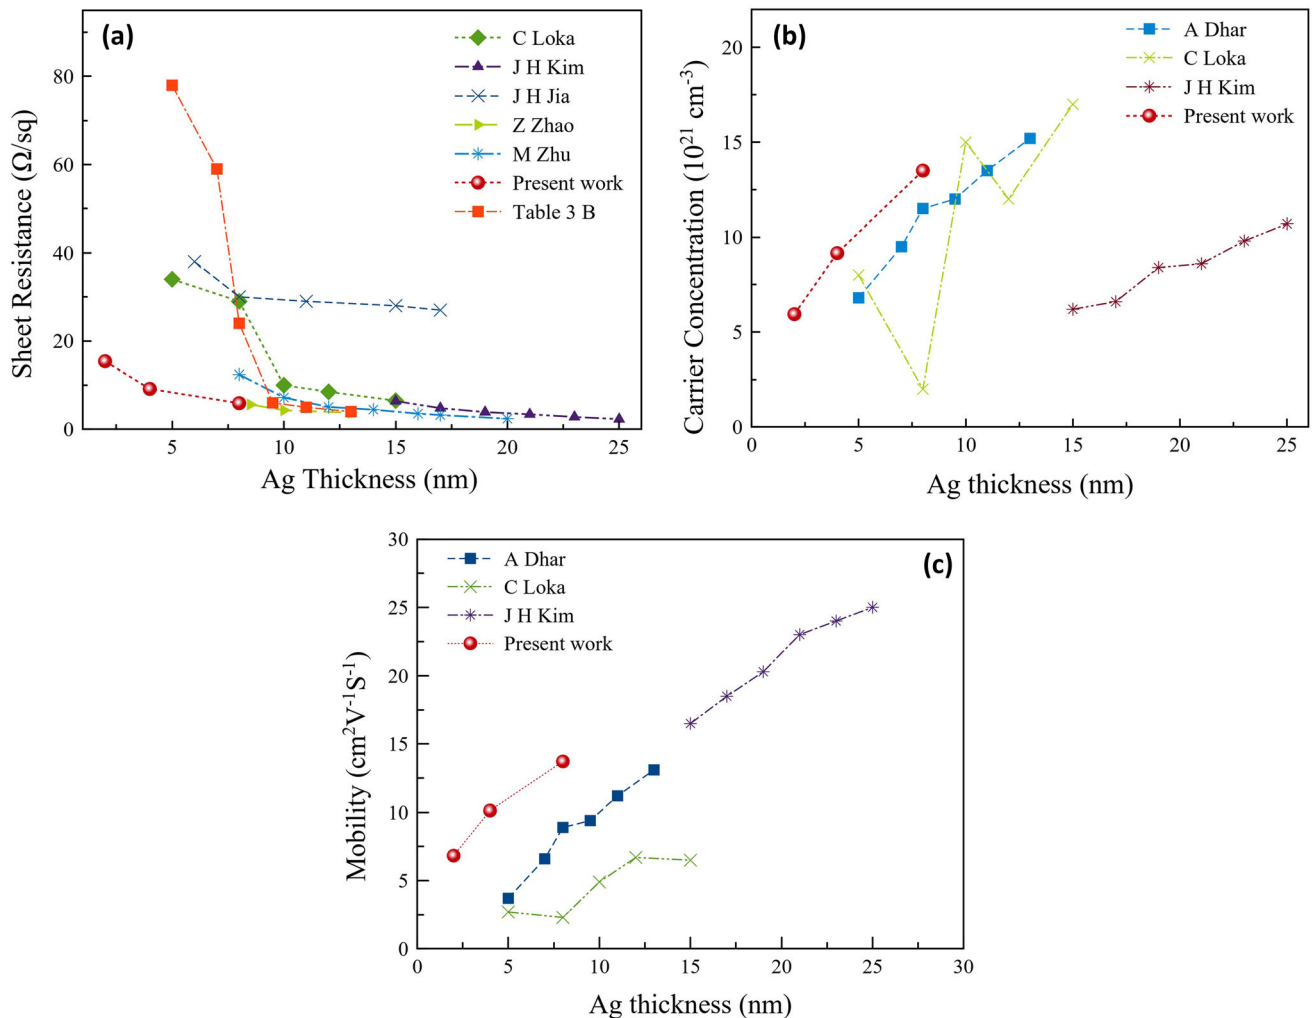 (a)
C Loka
J H Kim
J H Jia
Z Zhao
M Zhu
Present work
Table 3 B
80
60
40
20
0
5 10 15 20 25
Sheet Resistance (Ω/sq)
Ag Thickness (nm)
(b)
A Dhar
C Loka
J H Kim
Present work
20
15
10
5
0
0 5 10 15 20 25
Carrier Concentration (10²¹ cm⁻³)
Ag thickness (nm)
(c)
A Dhar
C Loka
J H Kim
Present work
30
25
20
15
10
5
0
0 5 10 15 20 25 30
Mobility (cm²V⁻¹S⁻¹)
Ag thickness (nm)